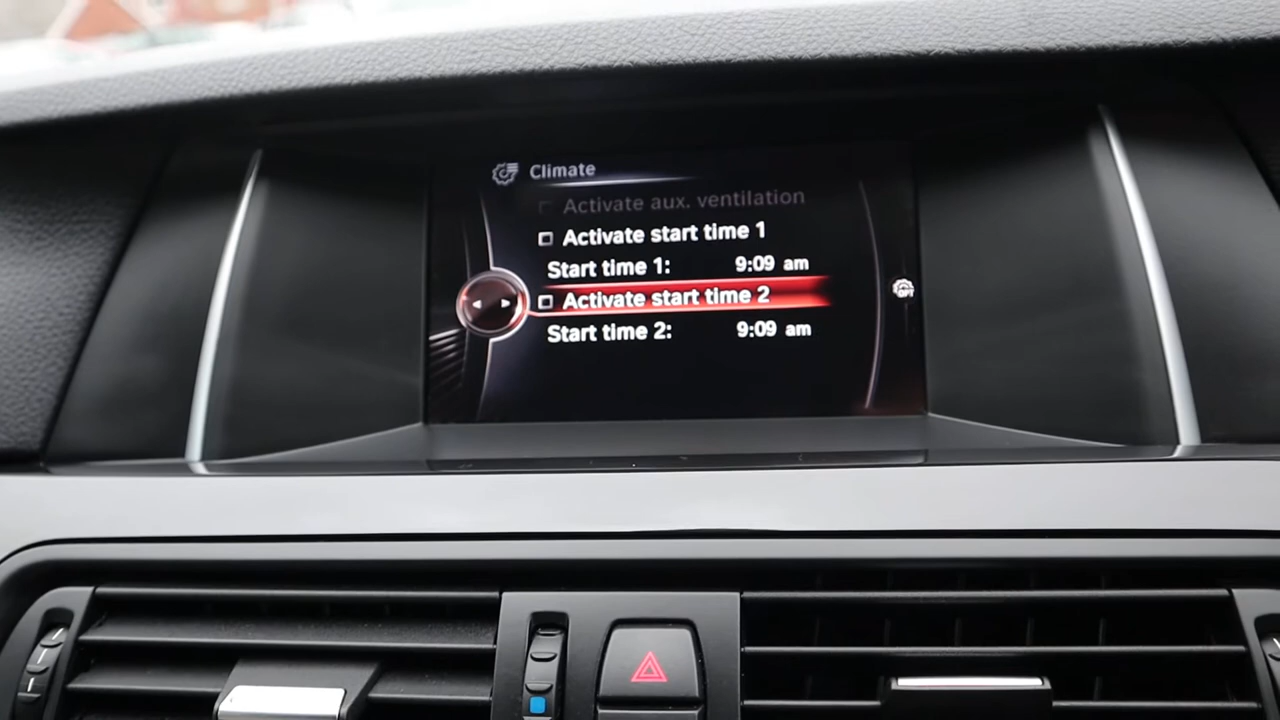 Climate
Activate aux. ventilation
Activate start time 1
Start time 1: 9:09 am
Activate start time 2
Start time 2: 9:09 am